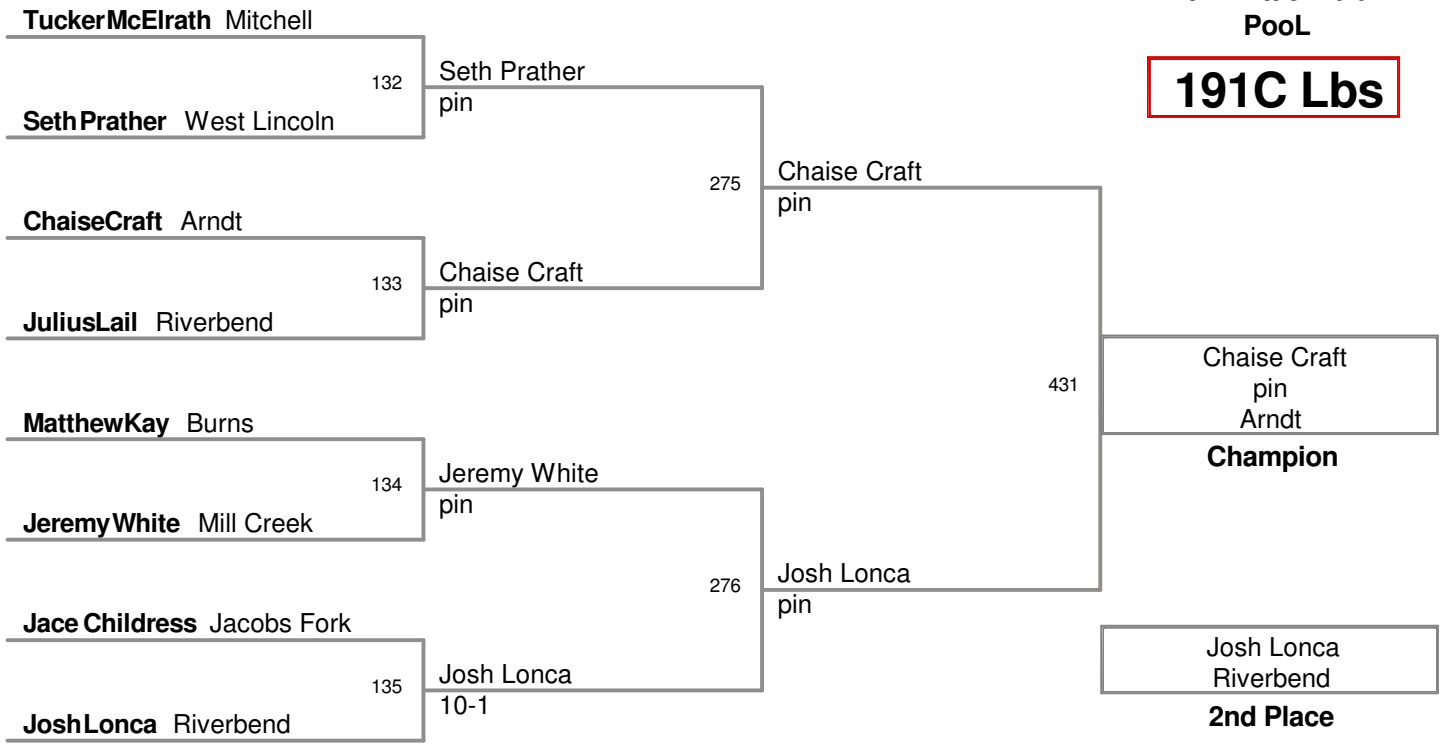 PooL
191C Lbs
TuckerMcElrath Mitchell
132
Seth Prather
pin
SethPrather West Lincoln
275
Chaise Craft
pin
ChaiseCraft Arndt
133
Chaise Craft
pin
JuliusLail Riverbend
431
Chaise Craft
pin
Arndt
Champion
MatthewKay Burns
134
Jeremy White
pin
JeremyWhite Mill Creek
276
Josh Lonca
pin
Jace Childress Jacobs Fork
135
Josh Lonca
10-1
JoshLonca Riverbend
Josh Lonca
Riverbend
2nd Place